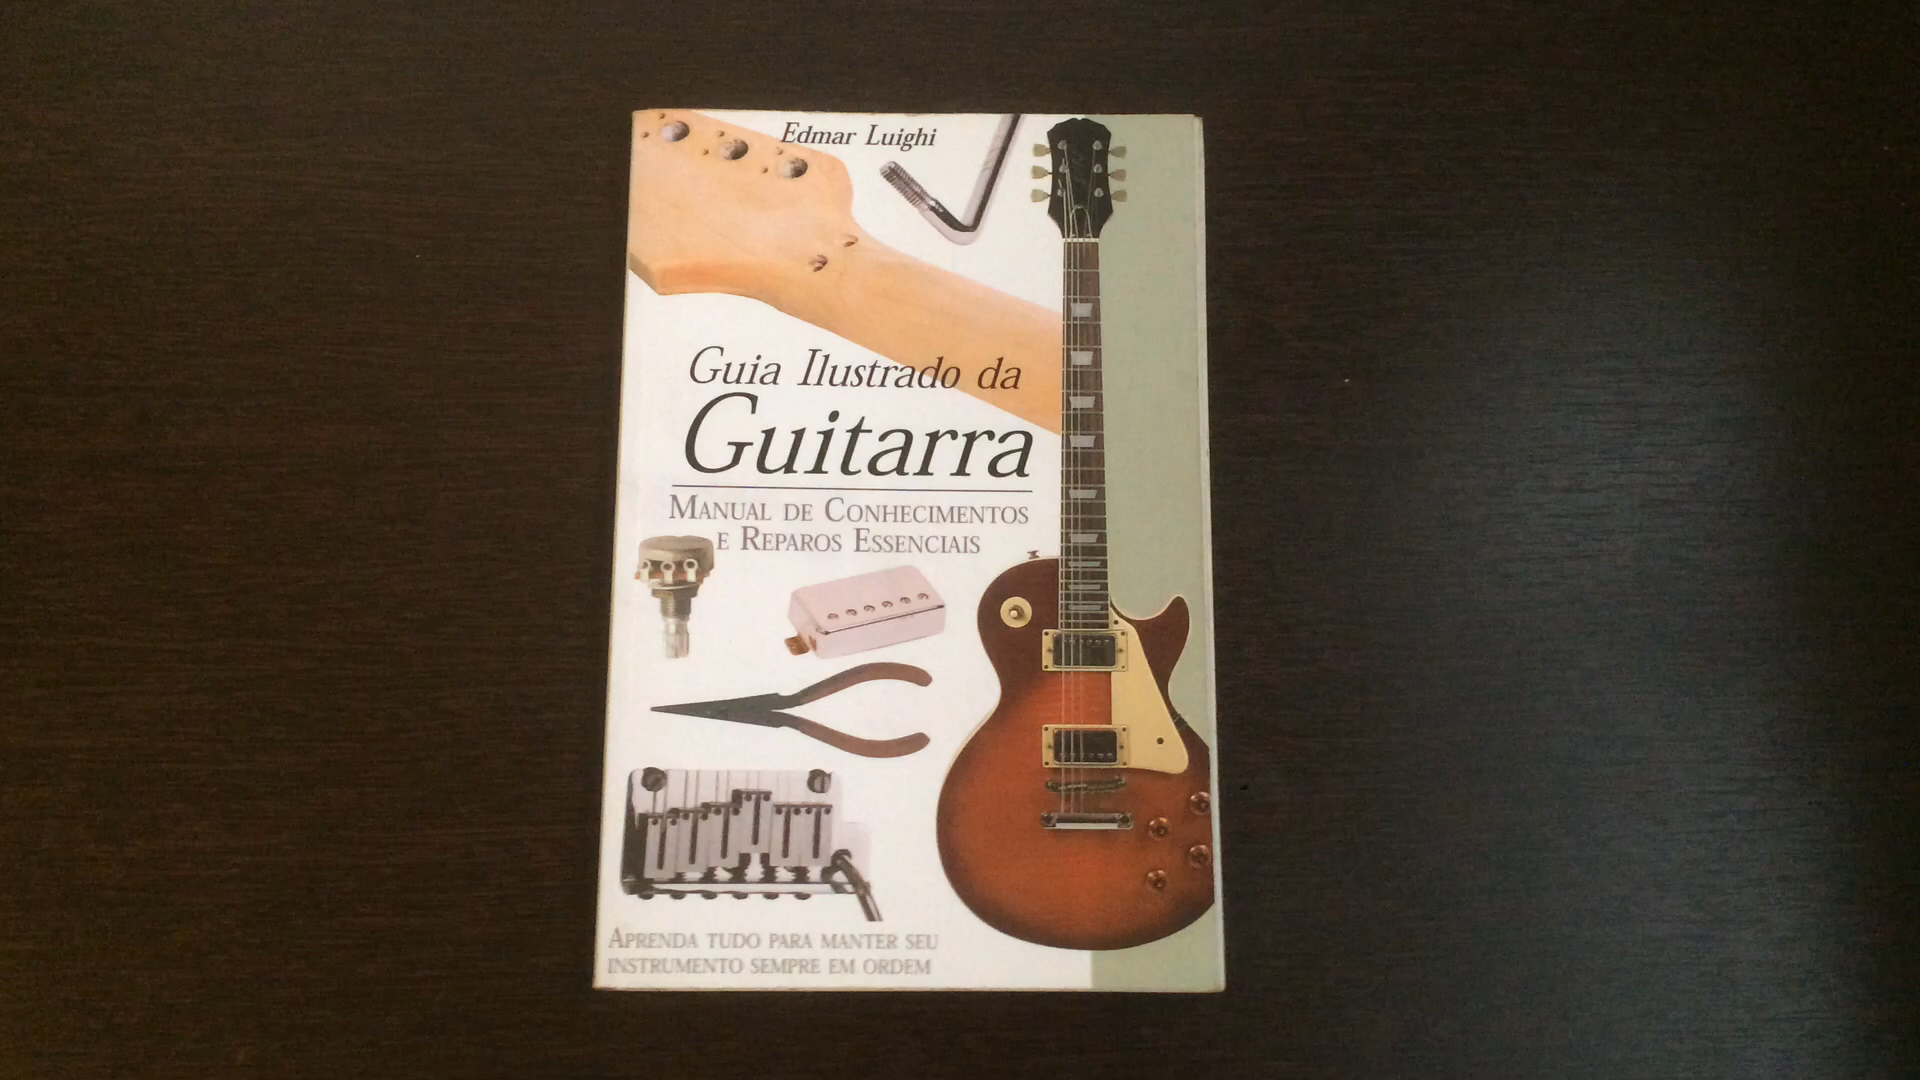 Edmar Luighi
Guia Ilustrado da
Guitarra
MANUAL DE CONHECIMENTOS
E REPAROS ESSENCIAIS
APRENDA TUDO PARA MANTER SEU
INSTRUMENTO SEMPRE EM ORDEM